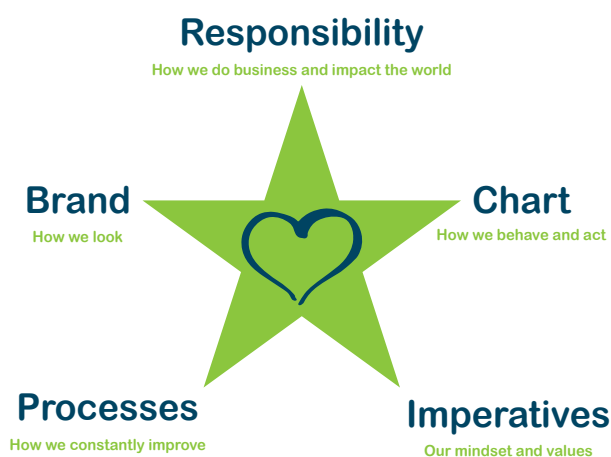 Responsibility
How we do business and impact the world
Brand
How we look
Chart
How we behave and act
Processes
How we constantly improve
Imperatives
Our mindset and values